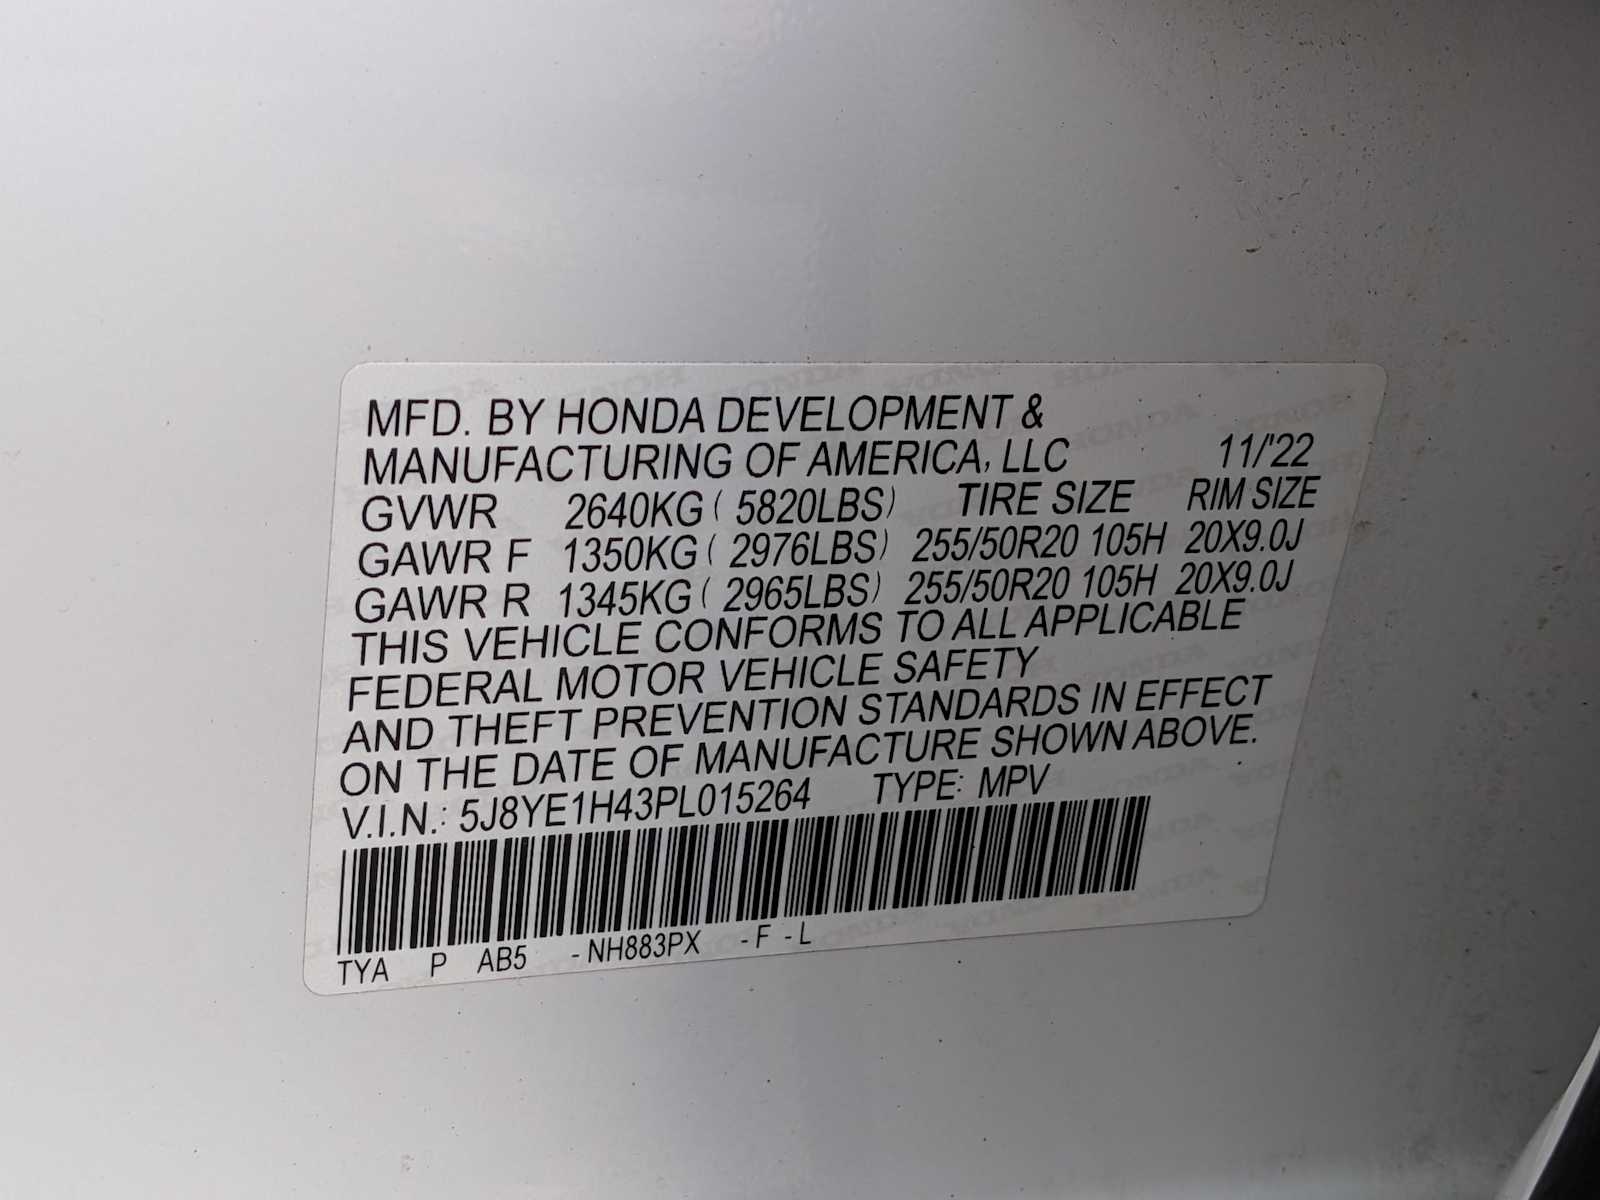 MFD. BY HONDA DEVELOPMENT &
MANUFACTURING OF AMERICA, LLC 11/'22
GVWR 2640KG ( 5820LBS) TIRE SIZE RIM SIZE
GAWR F 1350KG ( 2976LBS) 255/50R20 105H 20X9.0J
GAWR R 1345KG ( 2965LBS) 255/50R20 105H 20X9.0J
THIS VEHICLE CONFORMS TO ALL APPLICABLE
FEDERAL MOTOR VEHICLE SAFETY
AND THEFT PREVENTION STANDARDS IN EFFECT
ON THE DATE OF MANUFACTURE SHOWN ABOVE.
V.I.N.: 5J8YE1H43PL015264 TYPE: MPV
TYA P AB5 - NH883PX - F - L